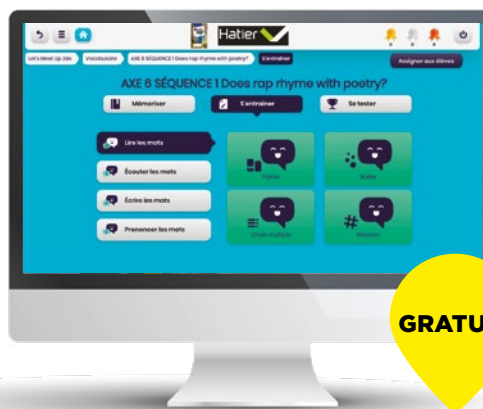 Hatier
Let's Meet Up 2de
Vocabulaire
AXE 6 SÉQUENCE 1 Does rap rhyme with poetry?
S'entraîner
Assigner aux élèves
AXE 6 SÉQUENCE 1 Does rap rhyme with poetry?
Mémoriser
S'entraîner
Se tester
Lire les mots
Écouter les mots
Écrire les mots
Prononcer les mots
Paires
Bulles
Choix multiple
#
GRATU